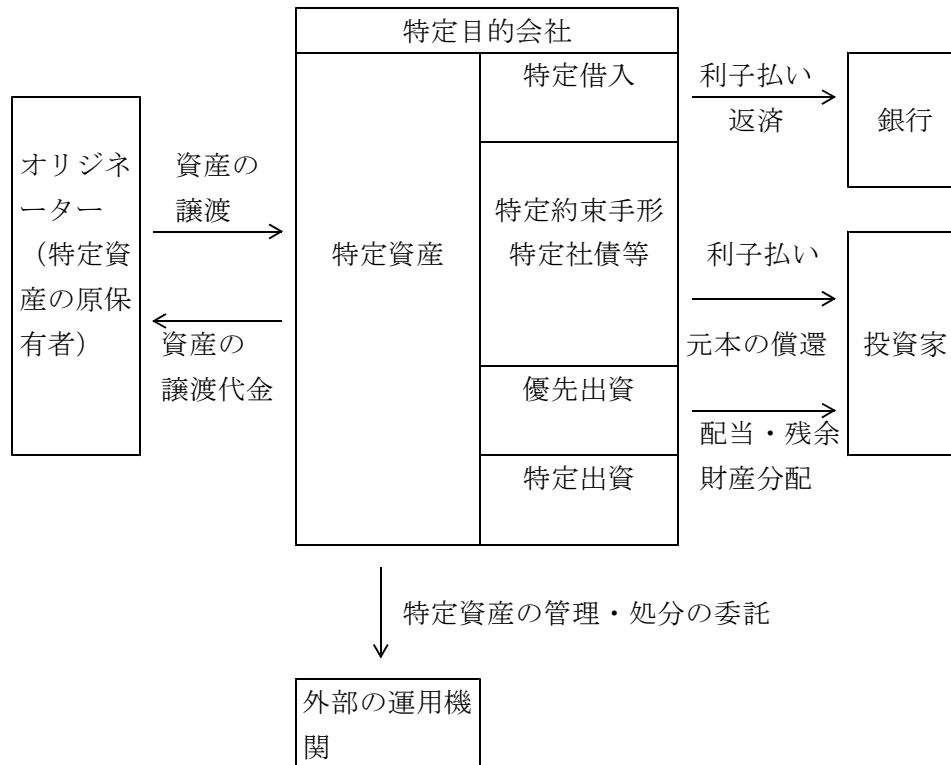 特定目的会社
オリジネ
ーター
（特定資
産の原保
有者）
資産の
譲渡
資産の
譲渡代金
特定資産
特定借入
特定約束手形
特定社債等
優先出資
特定出資
利子払い
返済
利子払い
元本の償還
配当・残余
財産分配
銀行
投資家
特定資産の管理・処分の委託
外部の運用機
関